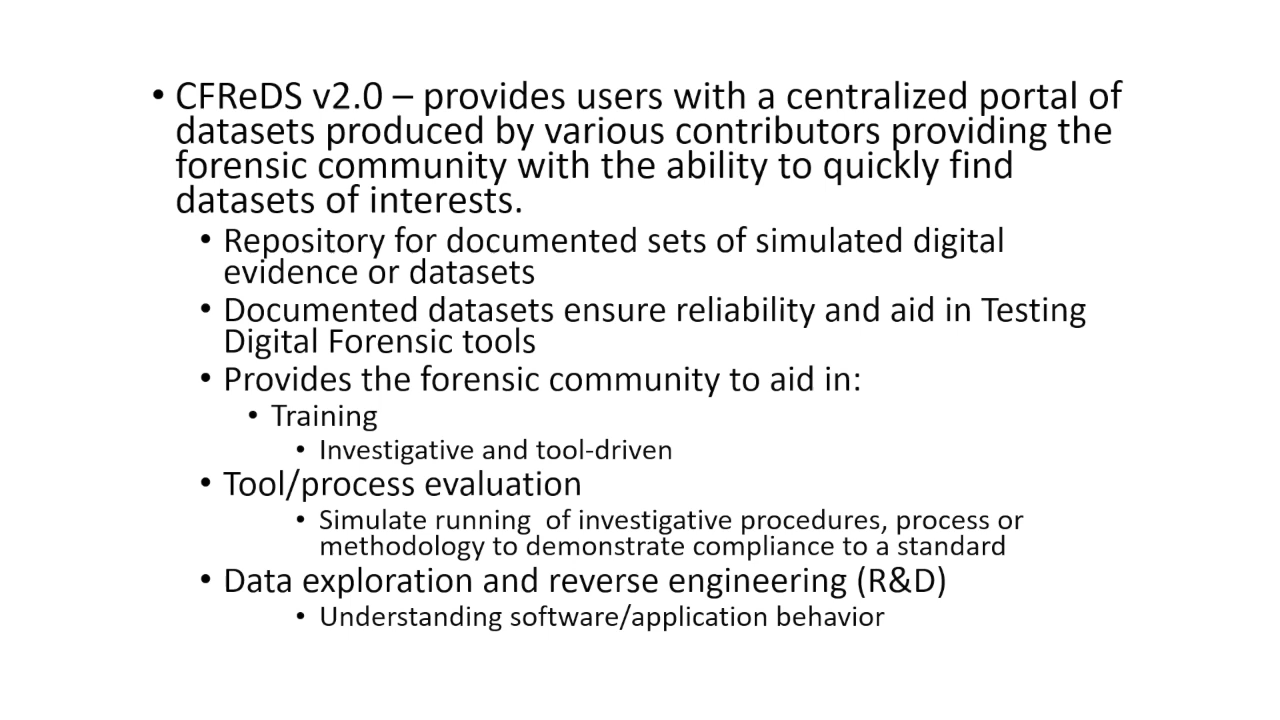 • CFReDS v2.0 – provides users with a centralized portal of
datasets produced by various contributors providing the
forensic community with the ability to quickly find
datasets of interests.
• Repository for documented sets of simulated digital
evidence or datasets
• Documented datasets ensure reliability and aid in Testing
Digital Forensic tools
• Provides the forensic community to aid in:
• Training
• Investigative and tool-driven
• Tool/process evaluation
• Simulate running  of investigative procedures, process or
methodology to demonstrate compliance to a standard
• Data exploration and reverse engineering (R&D)
• Understanding software/application behavior